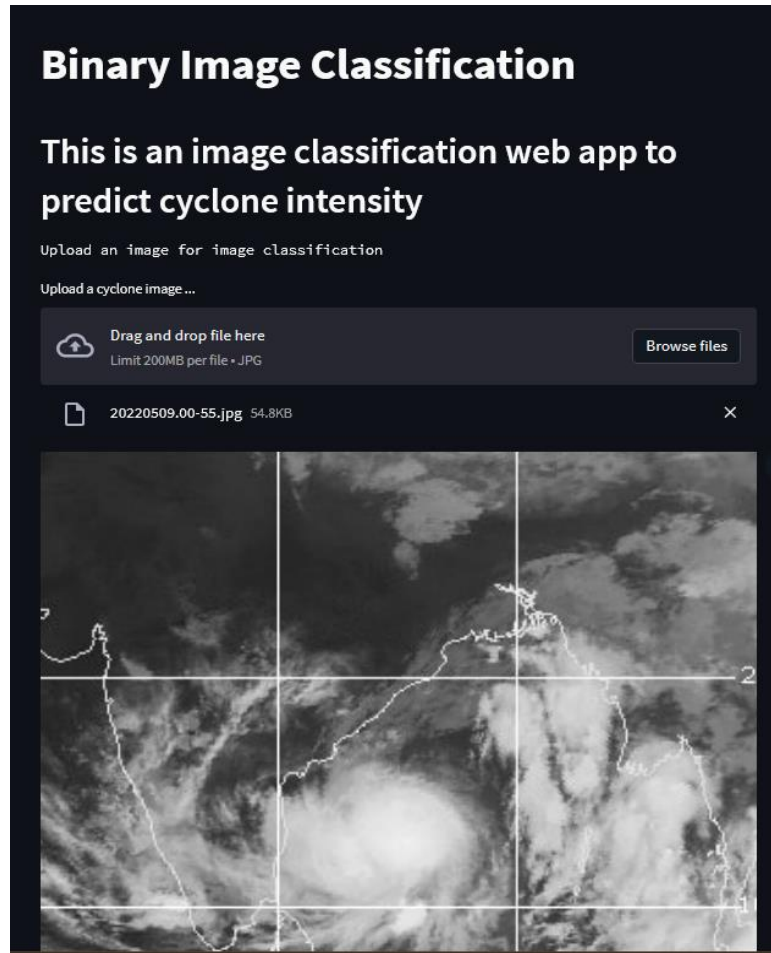 Binary Image Classification
This is an image classification web app to
predict cyclone intensity
Upload an image for image classification
Upload a cyclone image ...
Drag and drop file here
Limit 200MB per file • JPG
Browse files
20220509.00-55.jpg 54.8KB
2
1